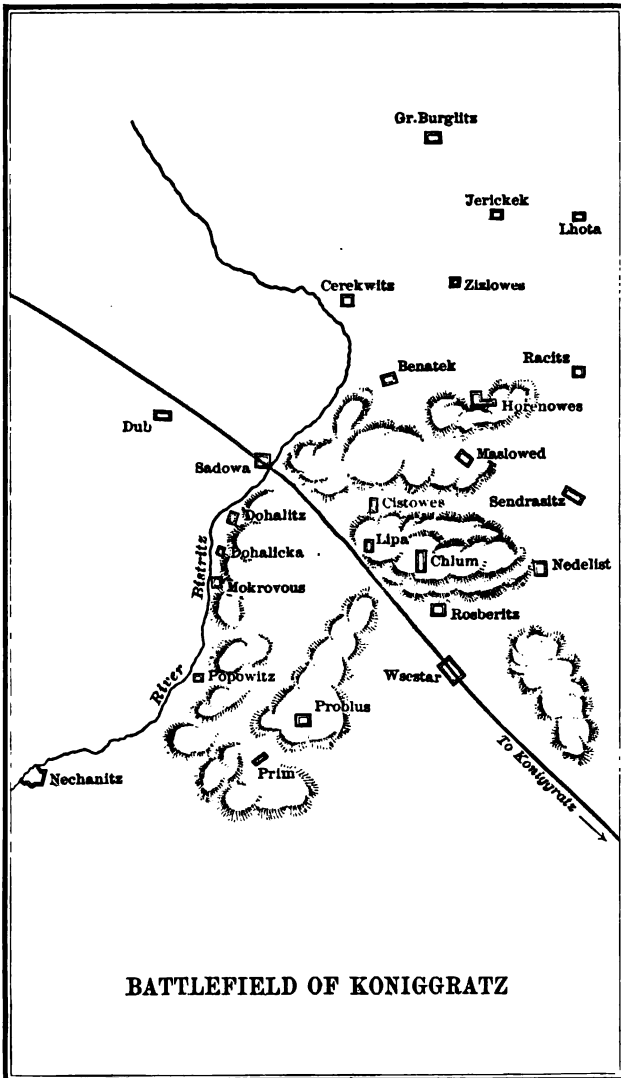 Gr.Burglitz
Jerickek
Lhota
Cerekwitz
Zizlowes
Benatek
Racitz
Horenowes
Dub
Maslowed
Sadowa
Sendrasitz
Cistowes
Dohalitz
Lipa
Dohalicka
Chlum
Nedelist
Mokrovous
Rosberitz
Bistritz
River
Popowitz
Wsestar
Problus
To Koniggratz
Prim
Nechanitz
BATTLEFIELD OF KONIGGRATZ